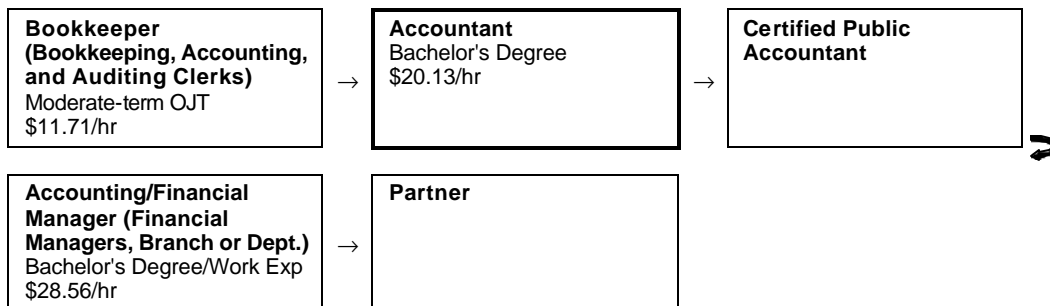 Bookkeeper
(Bookkeeping, Accounting,
and Auditing Clerks)
Moderate-term OJT
$11.71/hr
→
Accountant
Bachelor's Degree
$20.13/hr
→
Certified Public
Accountant
Accounting/Financial
Manager (Financial
Managers, Branch or Dept.)
Bachelor's Degree/Work Exp
$28.56/hr
→
Partner